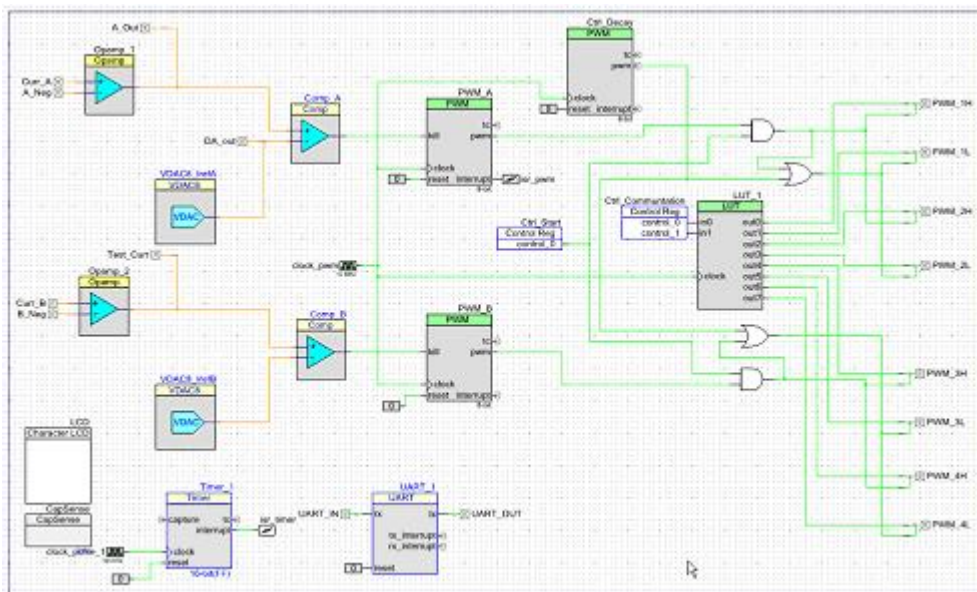 A_Out
Opamp_1
Opamp
Curr_A
A_Neg
Comp_A
Comp
DA_out
VDAC8
VDAC
Test_Curr
Opamp_2
Opamp
Curr_B
B_Neg
Comp_B
Comp
VDAC8
VDAC
LCD
Character LCD
CapSense
CapSense
PWM_A
PWM
kill
tc
pwm
clock
reset interrupt
isr_pwm
Ctrl_Decay
PWM
tc
pwm
clock
reset interrupt
Ctrl_Start
Control Reg
control_0
clock_pwm
PWM_B
PWM
kill
tc
pwm
clock
reset interrupt
Control Reg
control_0
control_1
LUT_1
LUT
in0
in1
clock
out0
out1
out2
out3
out4
out5
out6
out7
PWM_1H
PWM_1L
PWM_2H
PWM_2L
PWM_3H
PWM_3L
PWM_4H
PWM_4L
Timer_1
Timer
capture
tc
interrupt
clock
reset
isr_timer
UART_1
UART
UART_IN
rx
tx
UART_OUT
tx_interrupt
rx_interrupt
reset